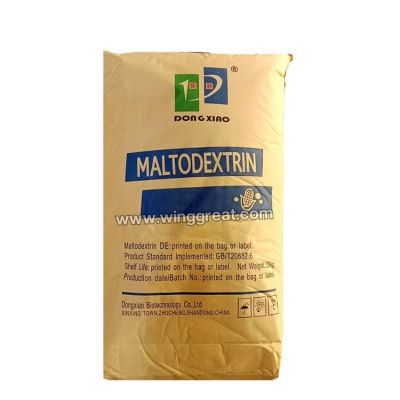 ®
DONGXIAO
MALTODEXTRIN
www.winggreat.com
Maltodextrin DE: printed on the bag or label.
Product Standard Implemented: GB/T20882.6
Shelf Life: printed on the bag or label. Net Weight: 25kg
Production date/Batch No.: printed on the bag or label.
Dongxiao Biotechnology Co.,Ltd
XINXING TOWN,ZHUCHENG,SHANDONG,CHINA